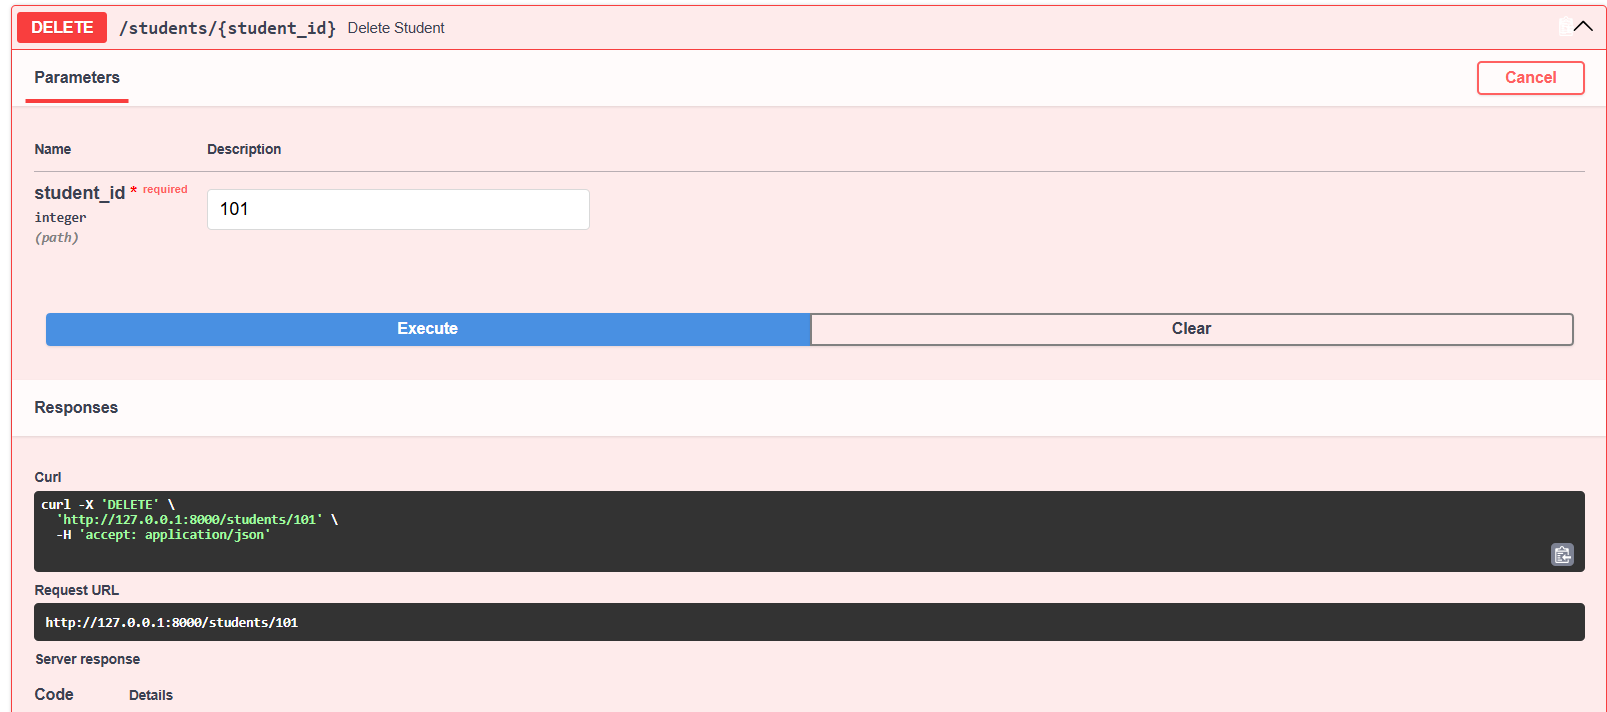 DELETE /students/{student_id} Delete Student
Parameters
Cancel
Name Description
student_id * required
integer
(path)
101
Execute Clear
Responses
Curl
curl -X 'DELETE' \
'http://127.0.0.1:8000/students/101' \
-H 'accept: application/json'
Request URL
http://127.0.0.1:8000/students/101
Server response
Code Details